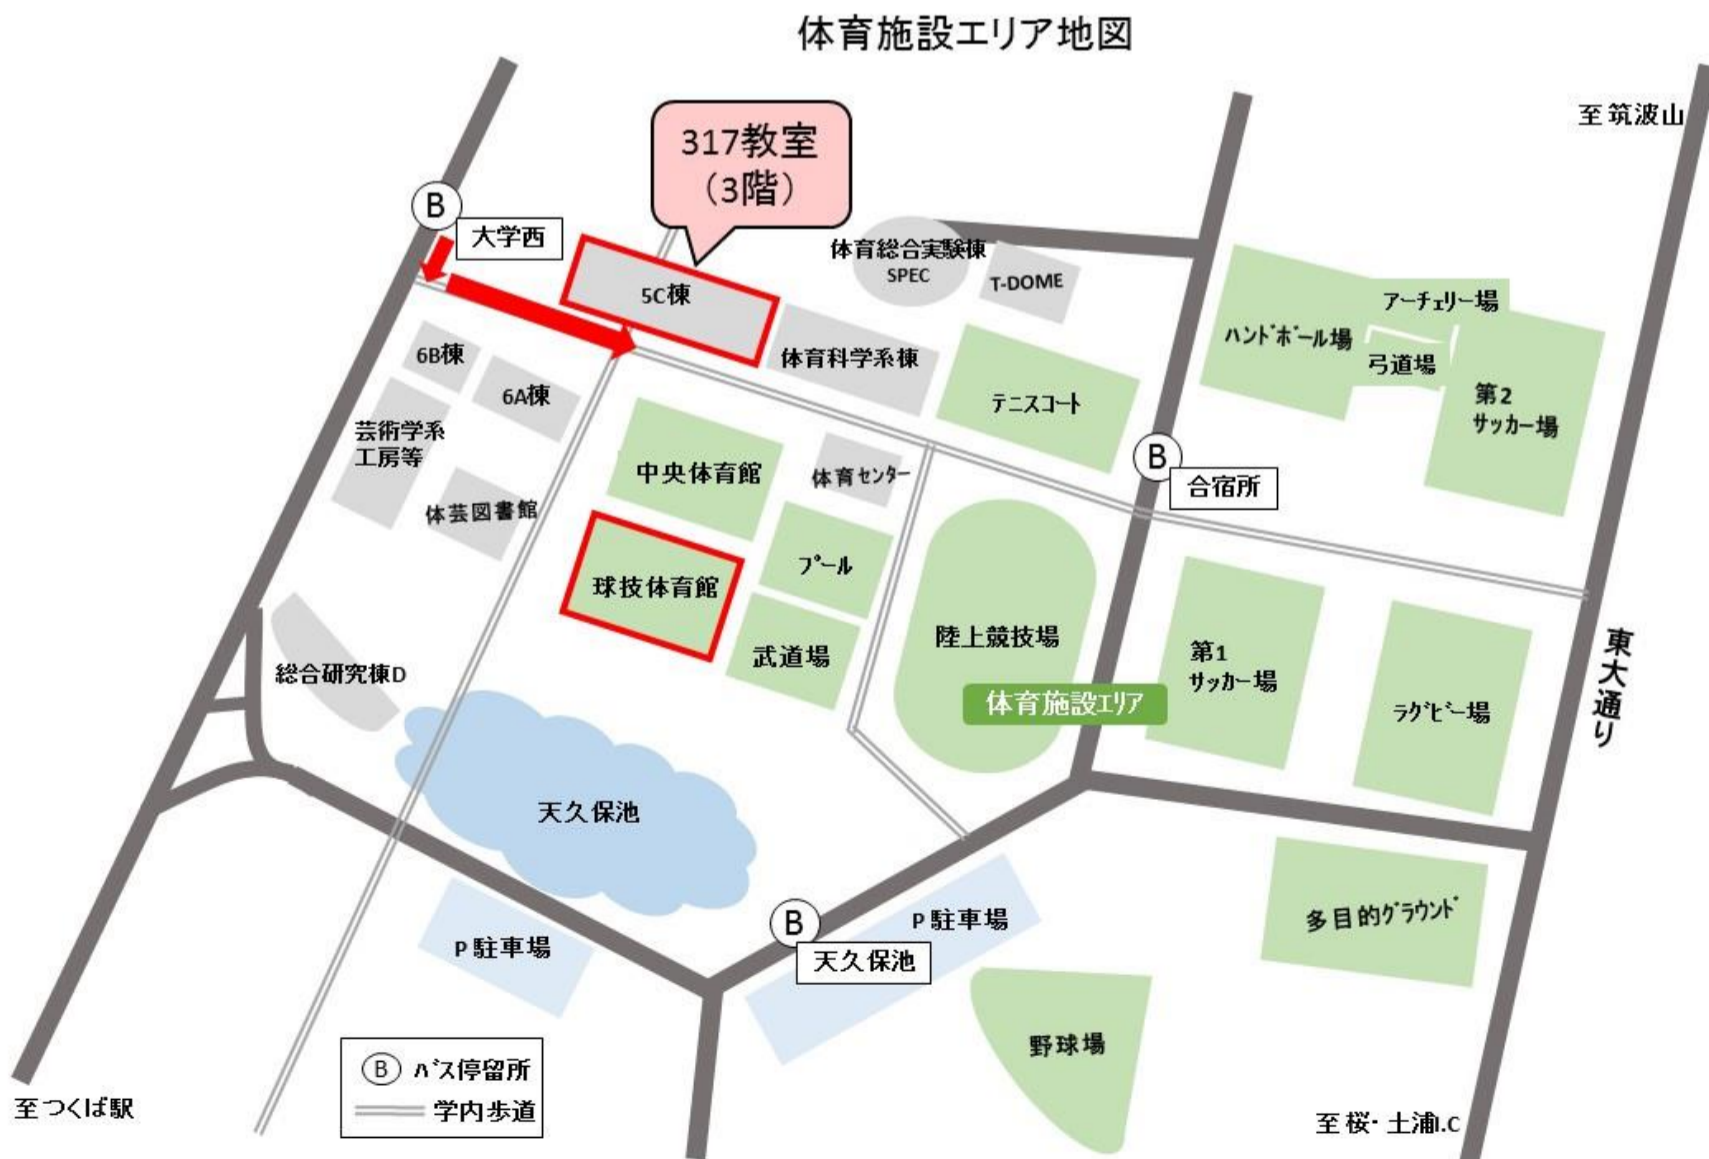 体育施設エリア地図
至 筑波山
317教室
（3階）
B
大学西
体育総合実験棟
SPEC
T-DOME
5C棟
アーチェリー場
ハンドボール場
弓道場
体育科学系棟
6B棟
6A棟
テニスコート
第2
サッカー場
芸術学系
工房等
中央体育館
体育センター
B
合宿所
体芸図書館
プール
球技体育館
陸上競技場
武道場
第1
サッカー場
東大通り
総合研究棟D
体育施設エリア
ラグビー場
天久保池
B
天久保池
P 駐車場
P 駐車場
多目的グラウンド
野球場
B バス停留所
学内歩道
至つくば駅
至 桜・土浦I.C